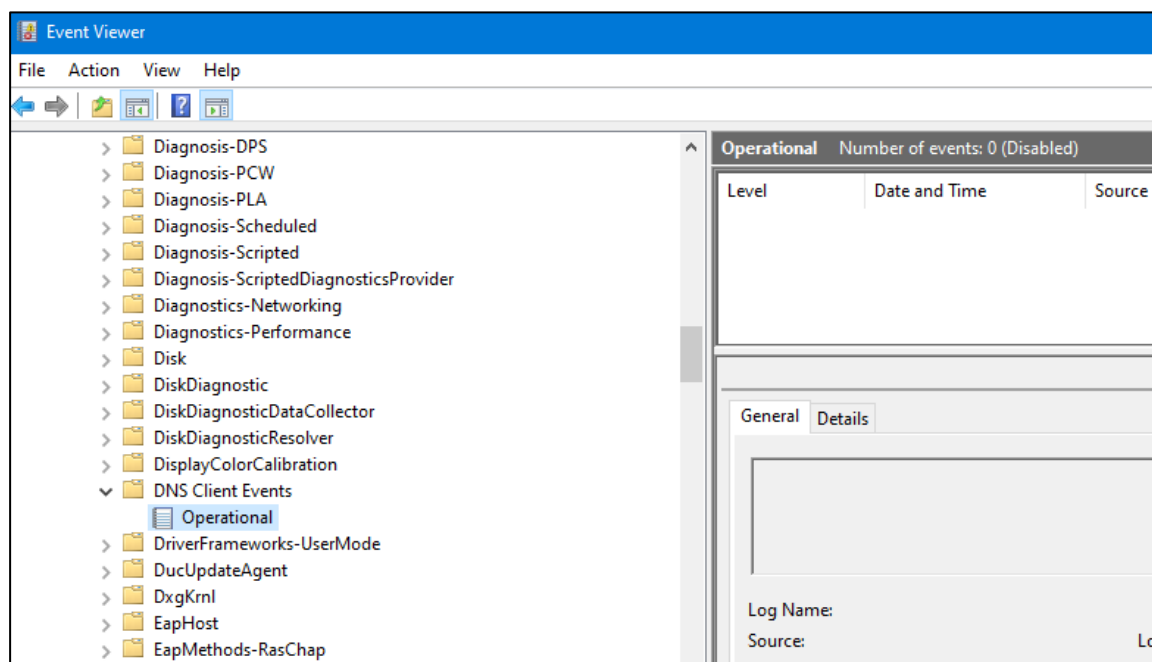 Event Viewer
File Action View Help
Diagnosis-DPS
Diagnosis-PCW
Diagnosis-PLA
Diagnosis-Scheduled
Diagnosis-Scripted
Diagnosis-ScriptedDiagnosticsProvider
Diagnostics-Networking
Diagnostics-Performance
Disk
DiskDiagnostic
DiskDiagnosticDataCollector
DiskDiagnosticResolver
DisplayColorCalibration
DNS Client Events
Operational
DriverFrameworks-UserMode
DucUpdateAgent
DxgKrnl
EapHost
EapMethods-RasChap
Operational Number of events: 0 (Disabled)
Level Date and Time Source
General Details
Log Name:
Source: